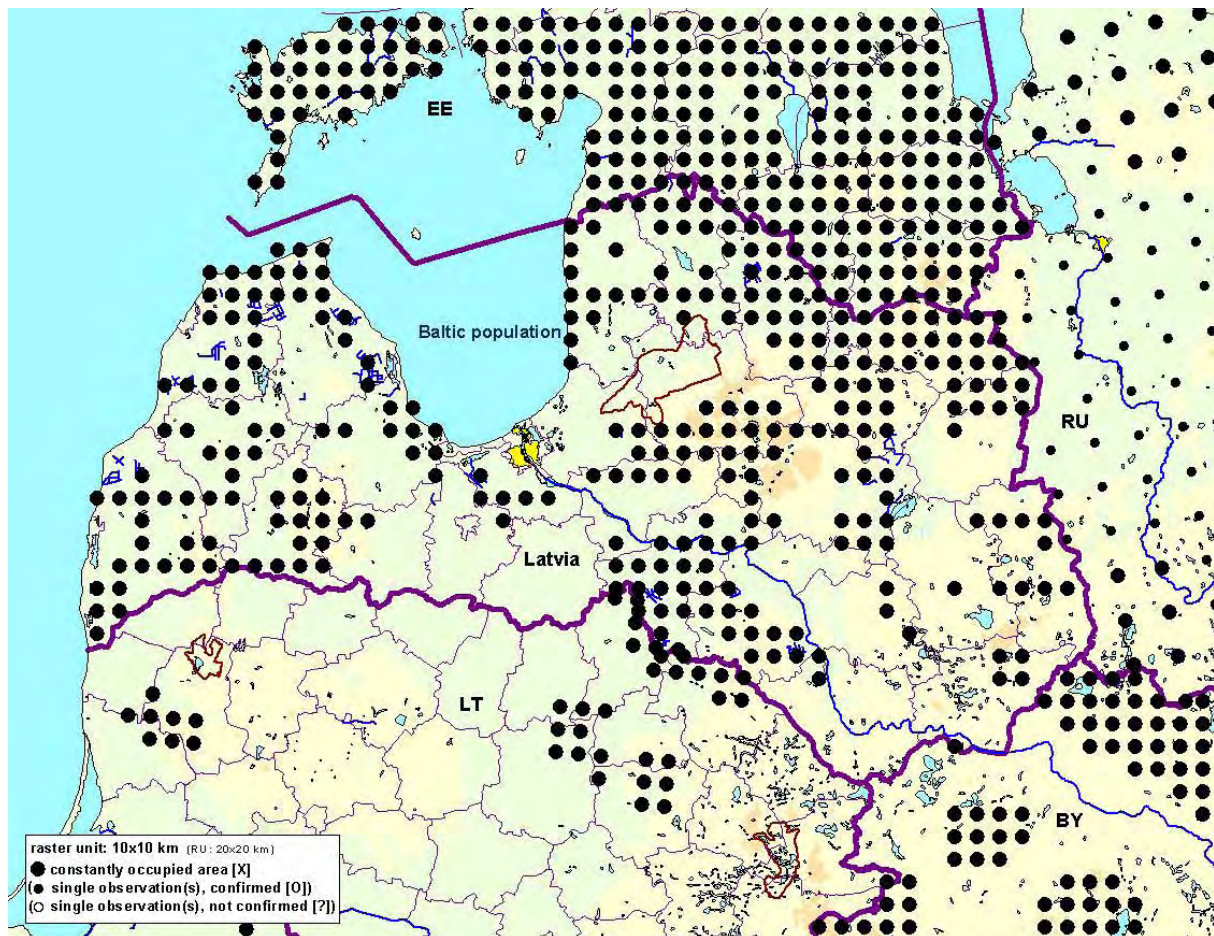 EE
Baltic population
RU
Latvia
LT
BY
raster unit: 10x10 km (RU: 20x20 km)
constantly occupied area [X]
( single observation(s), confirmed [O])
( single observation(s), not confirmed [?])